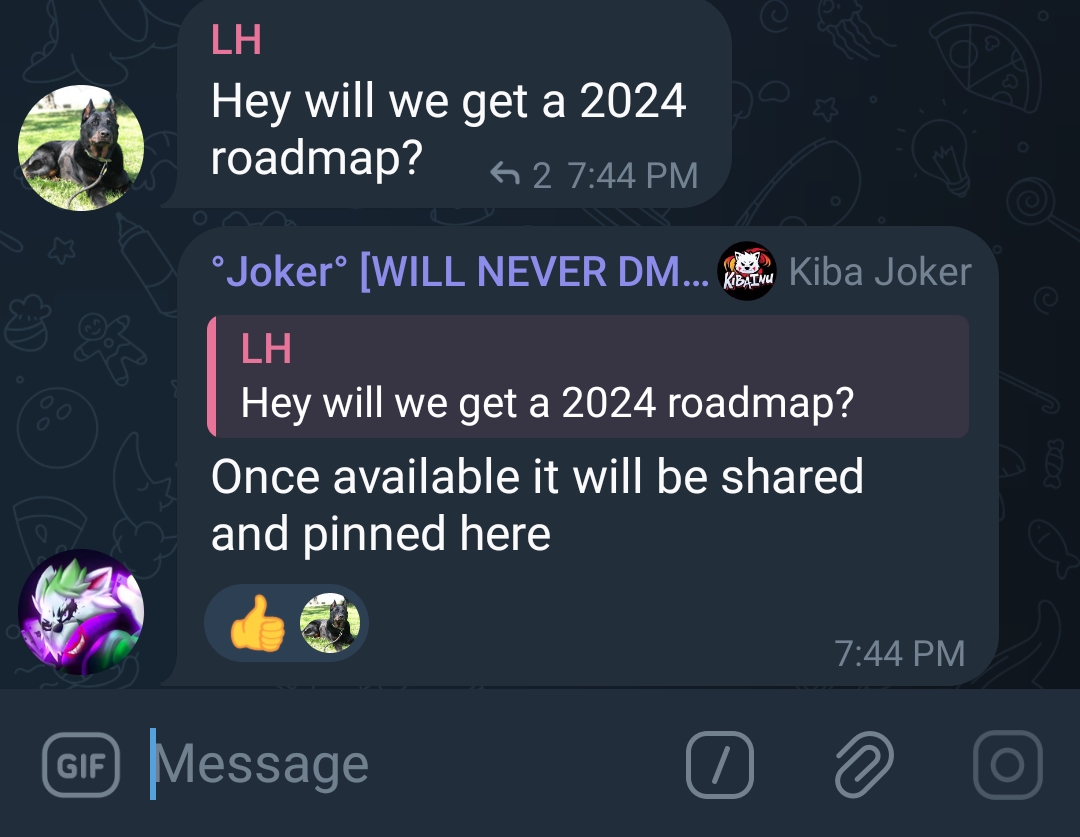 LH
Hey will we get a 2024
roadmap?
2 7:44 PM
°Joker° [WILL NEVER DM... KIBAINU Kiba Joker
LH
Hey will we get a 2024 roadmap?
Once available it will be shared
and pinned here
7:44 PM
GIF Message